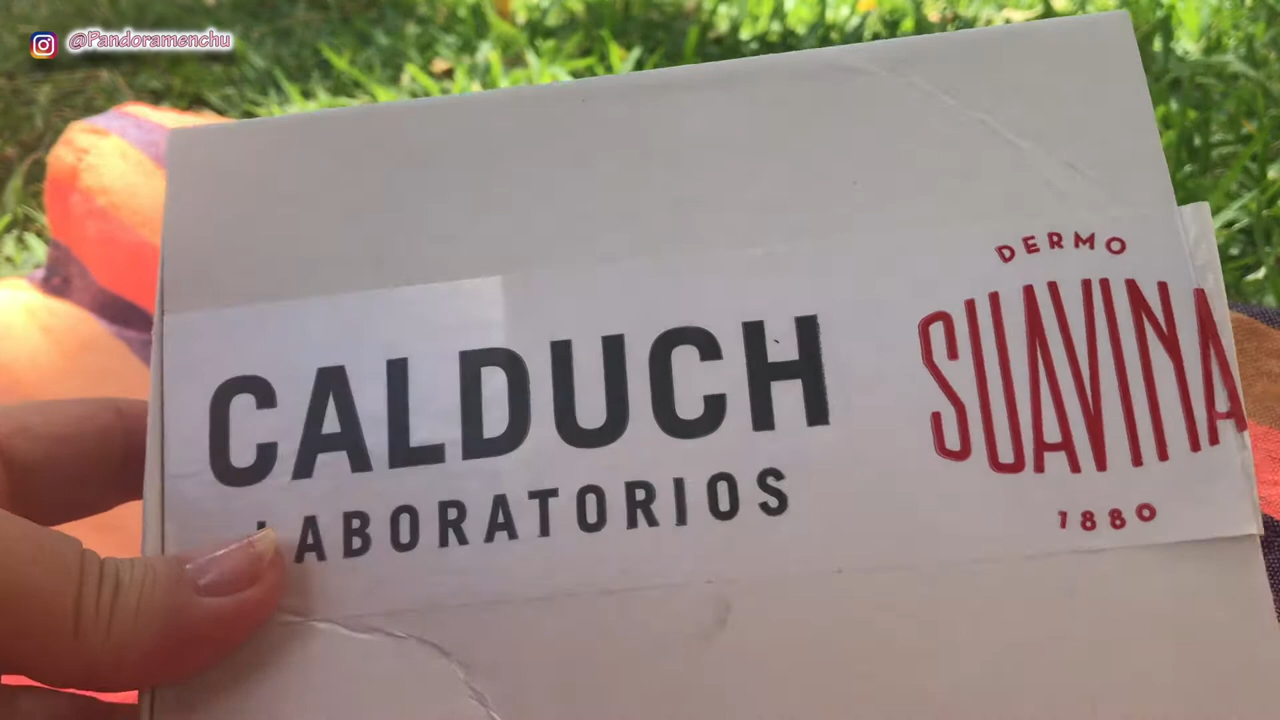 @Pandoramenchu
CALDUCH
LABORATORIOS
DERMO
SUAVINA
1880